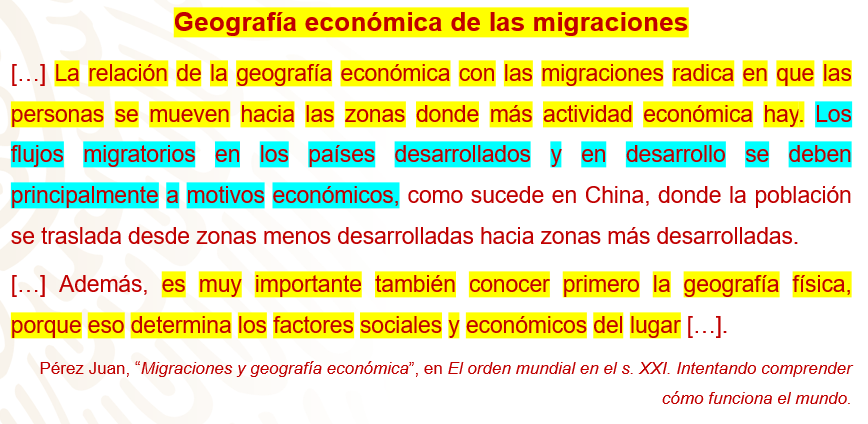 Geografía económica de las migraciones
[…] La relación de la geografía económica con las migraciones radica en que las
personas se mueven hacia las zonas donde más actividad económica hay. Los
flujos migratorios en los países desarrollados y en desarrollo se deben
principalmente a motivos económicos, como sucede en China, donde la población
se traslada desde zonas menos desarrolladas hacia zonas más desarrolladas.
[…] Además, es muy importante también conocer primero la geografía física,
porque eso determina los factores sociales y económicos del lugar […].
Pérez Juan, “Migraciones y geografía económica”, en El orden mundial en el s. XXI. Intentando comprender
cómo funciona el mundo.